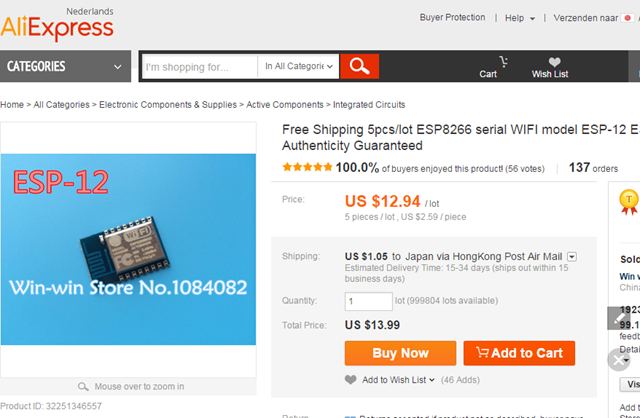 Nederlands
AliExpress
Buyer Protection | Help | Verzenden naar
CATEGORIES
I'm shopping for... In All Categorie
Cart
Wish List
Home > All Categories > Electronic Components & Supplies > Active Components > Integrated Circuits
ESP-12
WiFi
Win-win Store No.1084082
Mouse over to zoom in
Product ID: 32251346557
Free Shipping 5pcs/lot ESP8266 serial WIFI model ESP-12 E
Authenticity Guaranteed
100.0% of buyers enjoyed this product! (56 votes) 137 orders
Price: US $12.94 / lot
5 pieces / lot , US $2.59 / piece
Shipping: US $1.05 to Japan via HongKong Post Air Mail
Estimated Delivery Time: 15-34 days (ships out within 15
business days)
Quantity: 1 lot (999804 lots available)
Total Price: US $13.99
Buy Now
Add to Cart
Add to Wish List (46 Adds)
T
Sold
Win w
China
1923
99.1
feedb
Detai
Vis
Add t